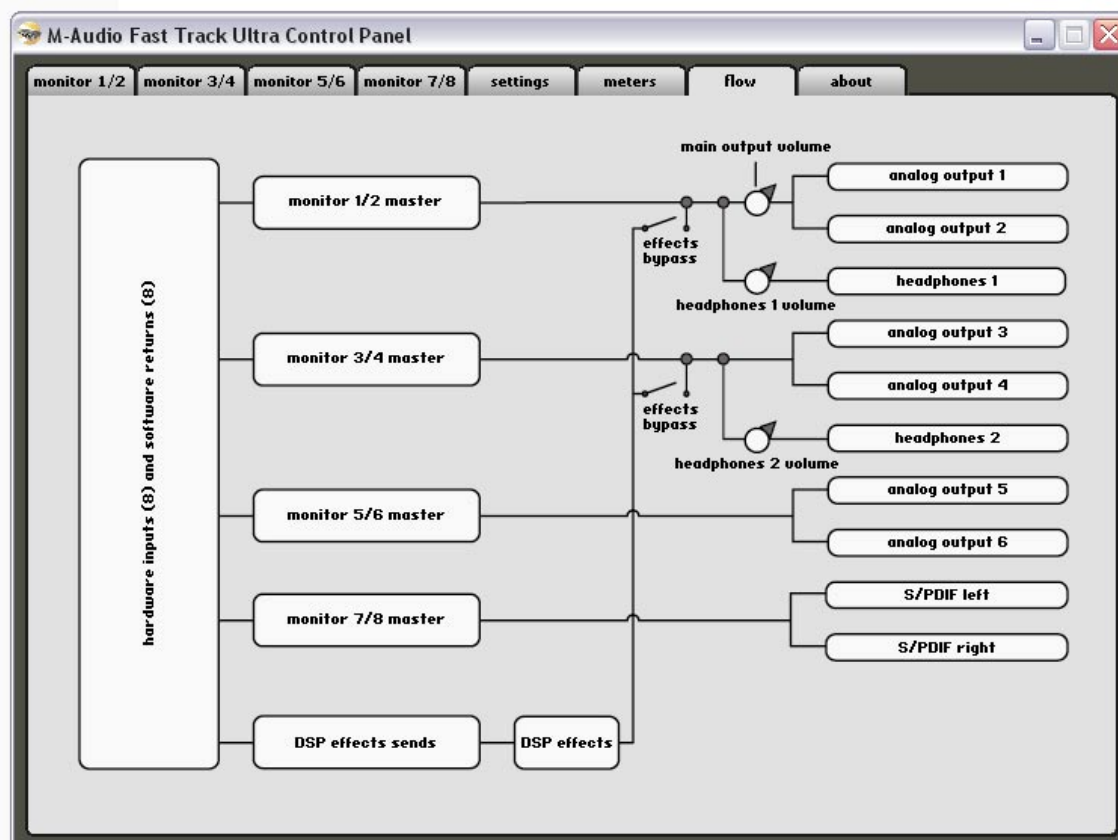 M-Audio Fast Track Ultra Control Panel
monitor 1/2 monitor 3/4 monitor 5/6 monitor 7/8 settings meters flow about
main output volume
analog output 1
monitor 1/2 master
analog output 2
effects
bypass
headphones 1
headphones 1 volume
hardware inputs (8) and software returns (8)
analog output 3
monitor 3/4 master
analog output 4
effects
bypass
headphones 2
headphones 2 volume
analog output 5
monitor 5/6 master
analog output 6
S/PDIF left
monitor 7/8 master
S/PDIF right
DSP effects sends
DSP effects